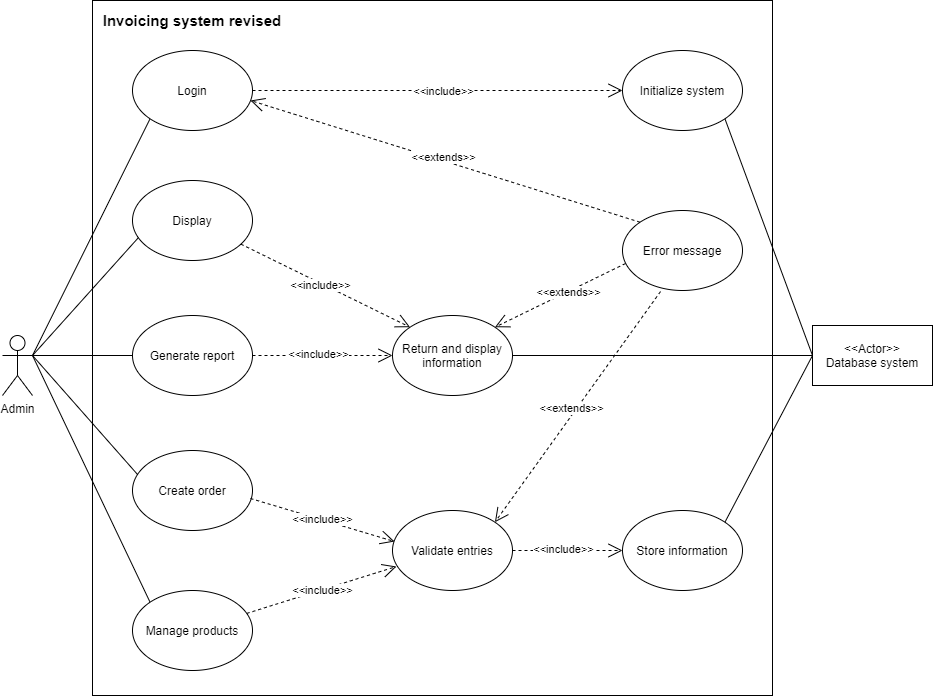 Invoicing system revised
Login
<<include>>
Initialize system
<<extends>>
Display
Error message
<<include>>
<<extends>>
Generate report
<<include>>
Return and display
information
<<Actor>>
Database system
Admin
<<extends>>
Create order
<<include>>
Validate entries
<<include>>
Store information
<<include>>
Manage products